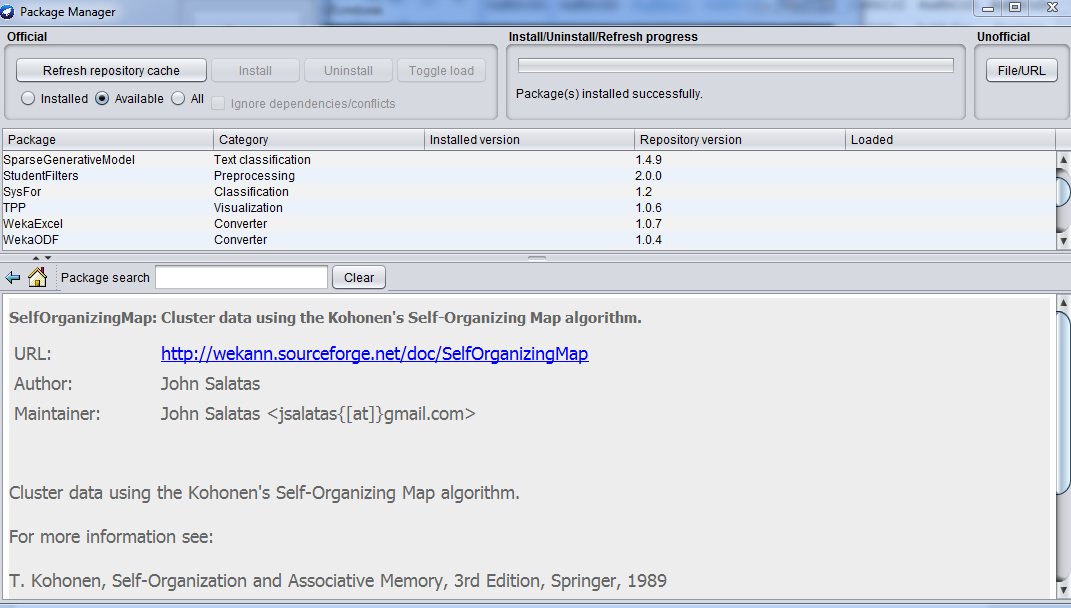 Package Manager
Official
Install/Uninstall/Refresh progress
Unofficial
Refresh repository cache
Install
Uninstall
Toggle load
File/URL
Installed
Available
All
Ignore dependencies/conflicts
Package(s) installed successfully.
Package Category Installed version Repository version Loaded
SparseGenerativeModel Text classification 1.4.9
StudentFilters Preprocessing 2.0.0
SysFor Classification 1.2
TPP Visualization 1.0.6
WekaExcel Converter 1.0.7
WekaODF Converter 1.0.4
Package search
Clear
SelfOrganizingMap: Cluster data using the Kohonen's Self-Organizing Map algorithm.
URL: http://wekann.sourceforge.net/doc/SelfOrganizingMap
Author: John Salatas
Maintainer: John Salatas <jsalatas{[at]}gmail.com>
Cluster data using the Kohonen's Self-Organizing Map algorithm.
For more information see:
T. Kohonen, Self-Organization and Associative Memory, 3rd Edition, Springer, 1989